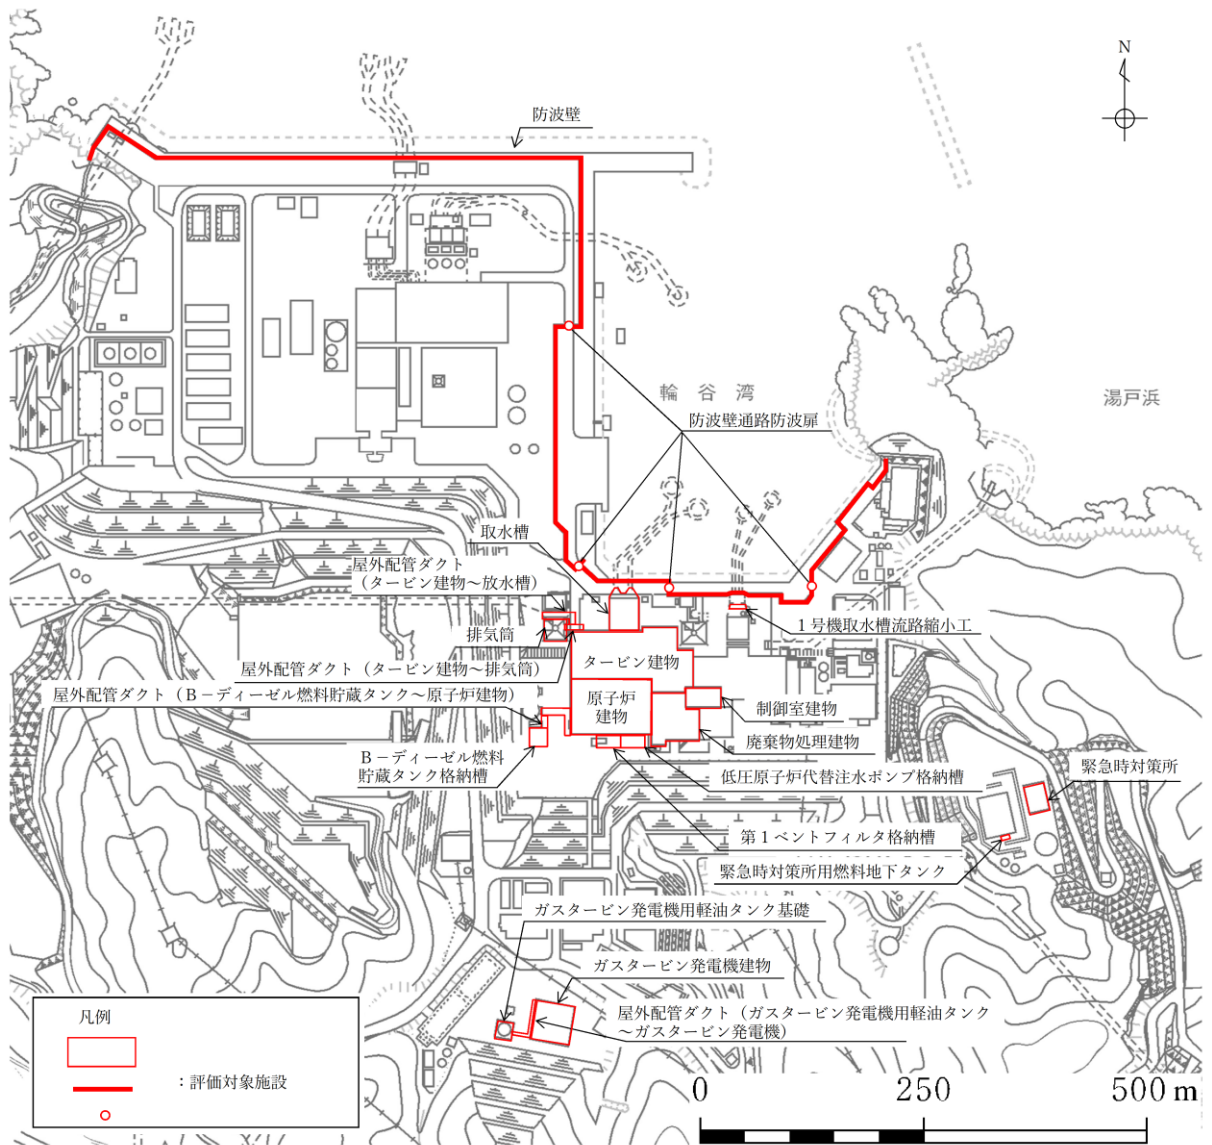 N
防波壁
輪谷湾
湯戸浜
防波壁通路防波扉
取水槽
屋外配管ダクト
（タービン建物～放水槽）
1号機取水槽流路縮小工
排気筒
タービン建物
屋外配管ダクト（タービン建物～排気筒）
屋外配管ダクト（B－ディーゼル燃料貯蔵タンク～原子炉建物）
原子炉
建物
制御室建物
廃棄物処理建物
B－ディーゼル燃料
貯蔵タンク格納槽
低圧原子炉代替注水ポンプ格納槽
緊急時対策所
第1ベントフィルタ格納槽
緊急時対策所用燃料地下タンク
ガスタービン発電機用軽油タンク基礎
ガスタービン発電機建物
屋外配管ダクト（ガスタービン発電機用軽油タンク
～ガスタービン発電機）
凡例
：評価対象施設
0 250 500 m